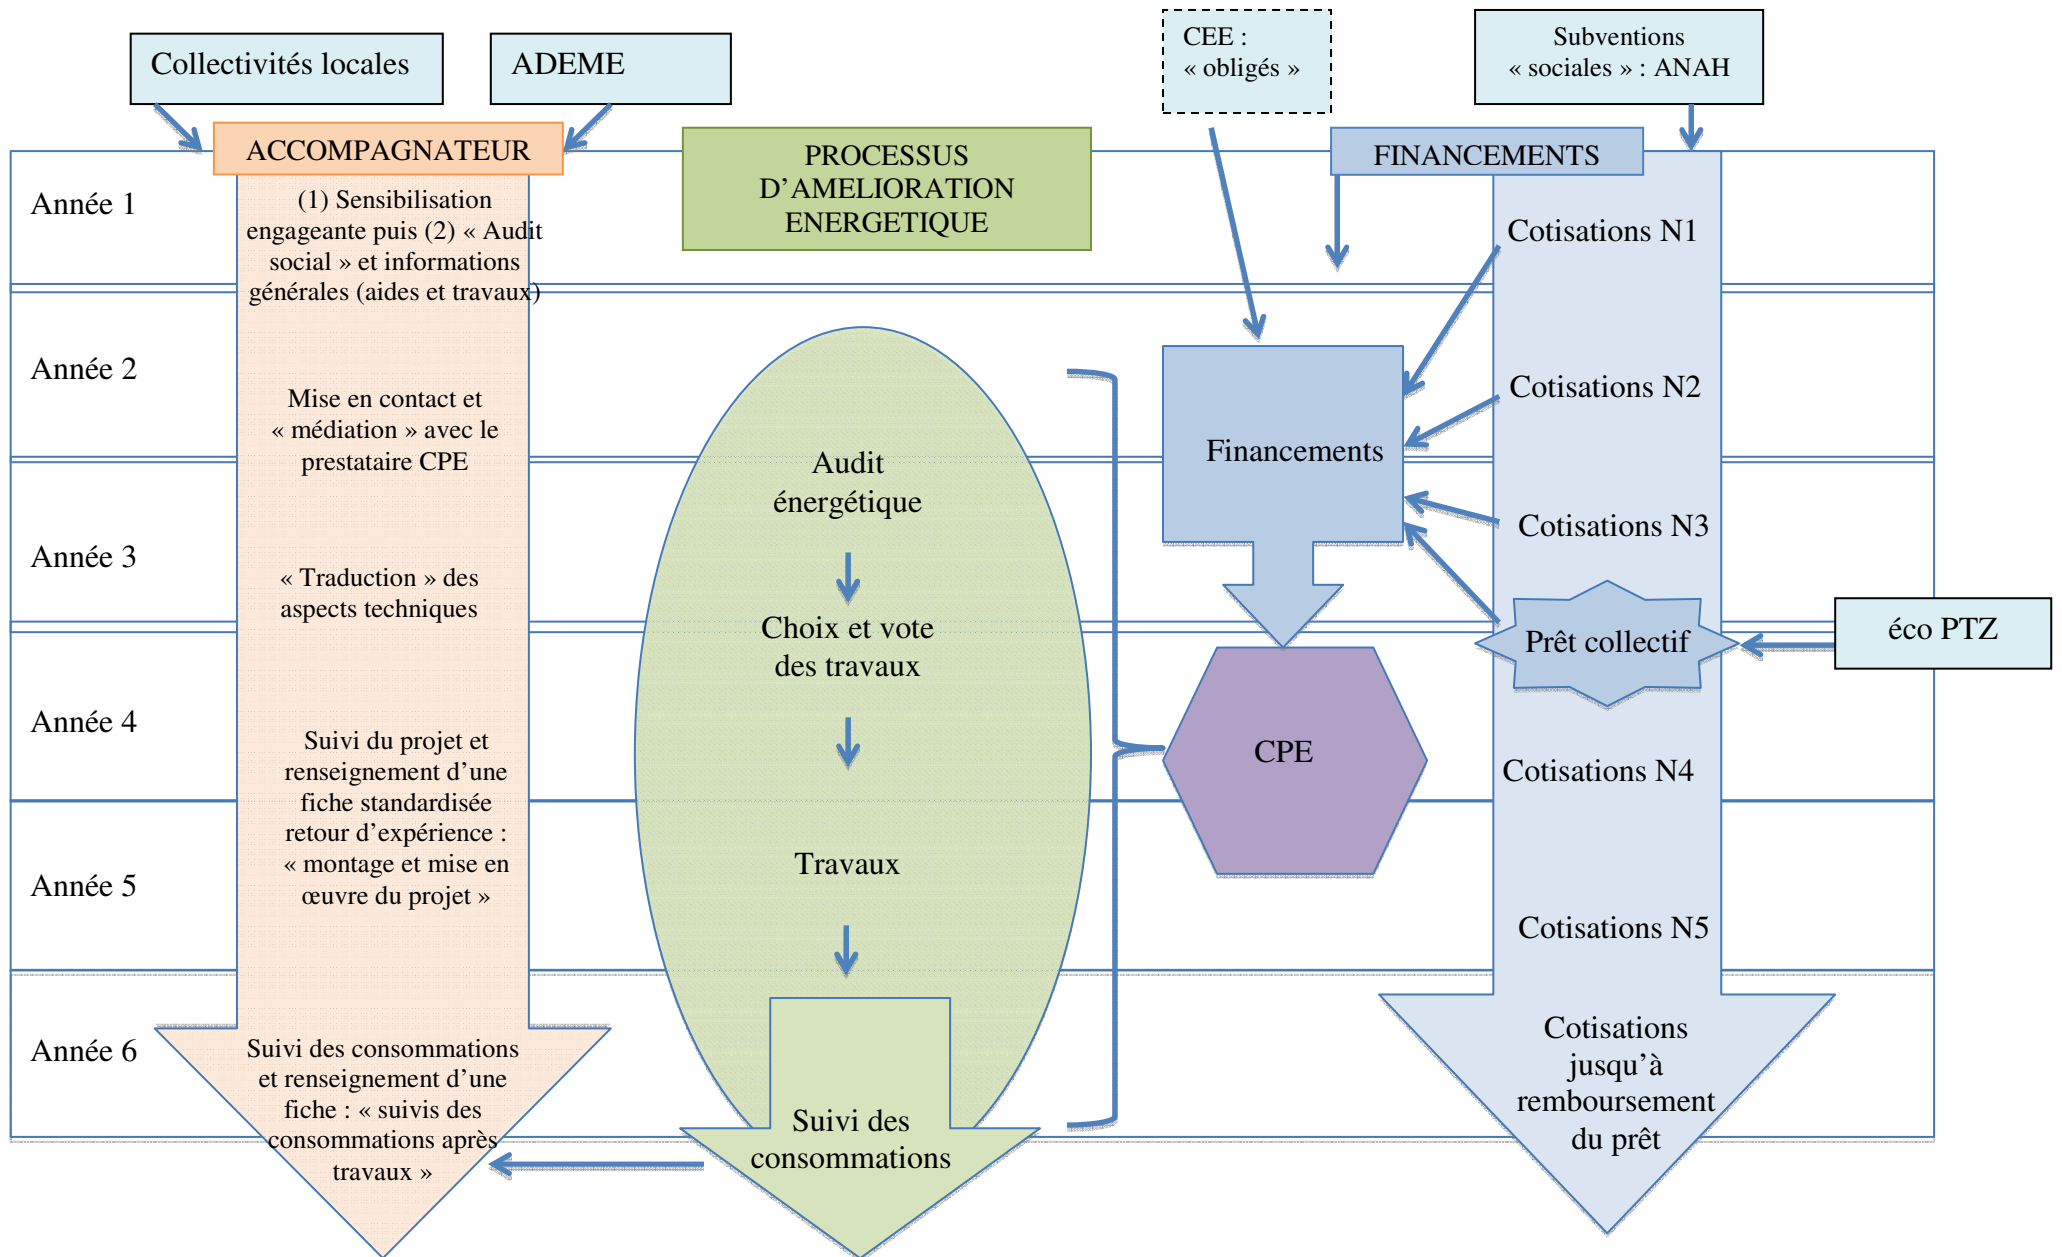 Collectivités locales
ADEME
CEE :
« obligés »
Subventions
« sociales » : ANAH
ACCOMPAGNATEUR
PROCESSUS
D’AMELIORATION
ENERGETIQUE
FINANCEMENTS
Année 1
(1) Sensibilisation
engageante puis (2) « Audit
social » et informations
générales (aides et travaux)
Cotisations N1
Année 2
Mise en contact et
« médiation » avec le
prestataire CPE
Audit
énergétique
Financements
Cotisations N2
Année 3
« Traduction » des
aspects techniques
Choix et vote
des travaux
Cotisations N3
Prêt collectif
éco PTZ
Année 4
Suivi du projet et
renseignement d’une
fiche standardisée
retour d’expérience :
« montage et mise en
œuvre du projet »
CPE
Cotisations N4
Année 5
Travaux
Cotisations N5
Année 6
Suivi des consommations
et renseignement d’une
fiche : « suivis des
consommations après
travaux »
Suivi des
consommations
Cotisations
jusqu’à
remboursement
du prêt